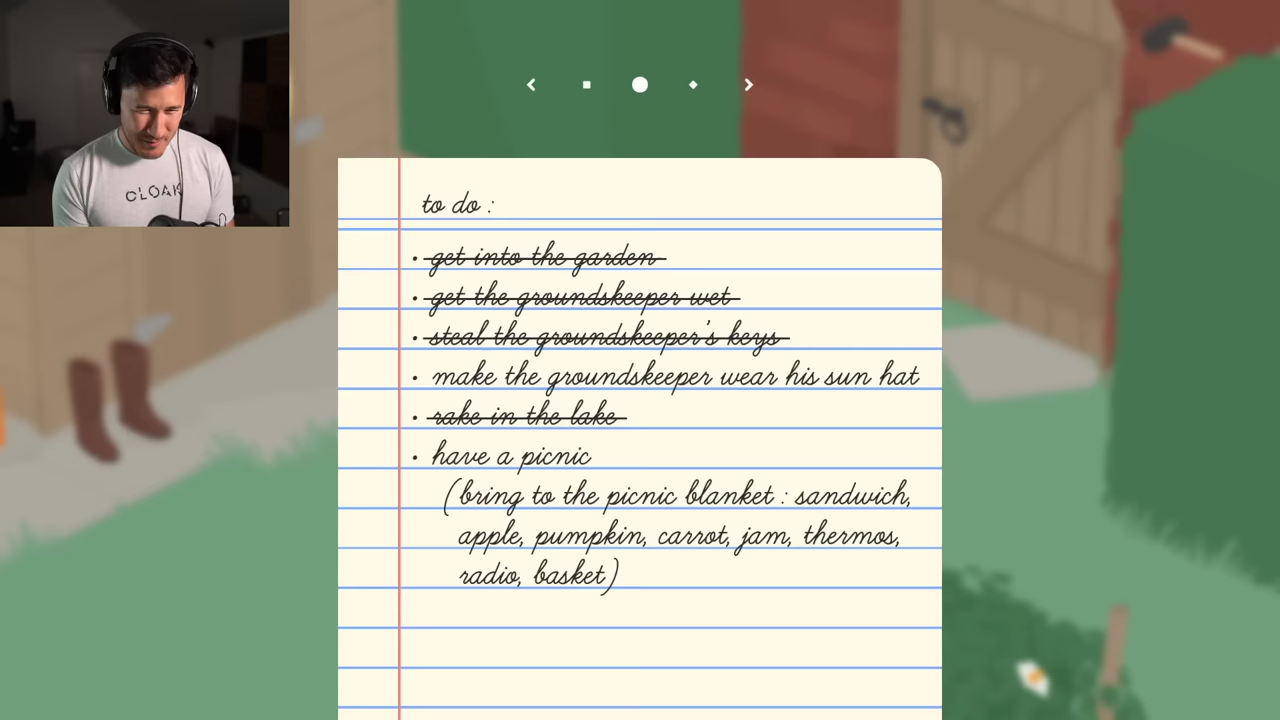 CLOAK
to do :
• get into the garden
• get the groundskeeper wet
• steal the groundskeeper's keys
• make the groundskeeper wear his sun hat
• rake in the lake
• have a picnic
(bring to the picnic blanket : sandwich,
apple, pumpkin, carrot, jam, thermos,
radio, basket)